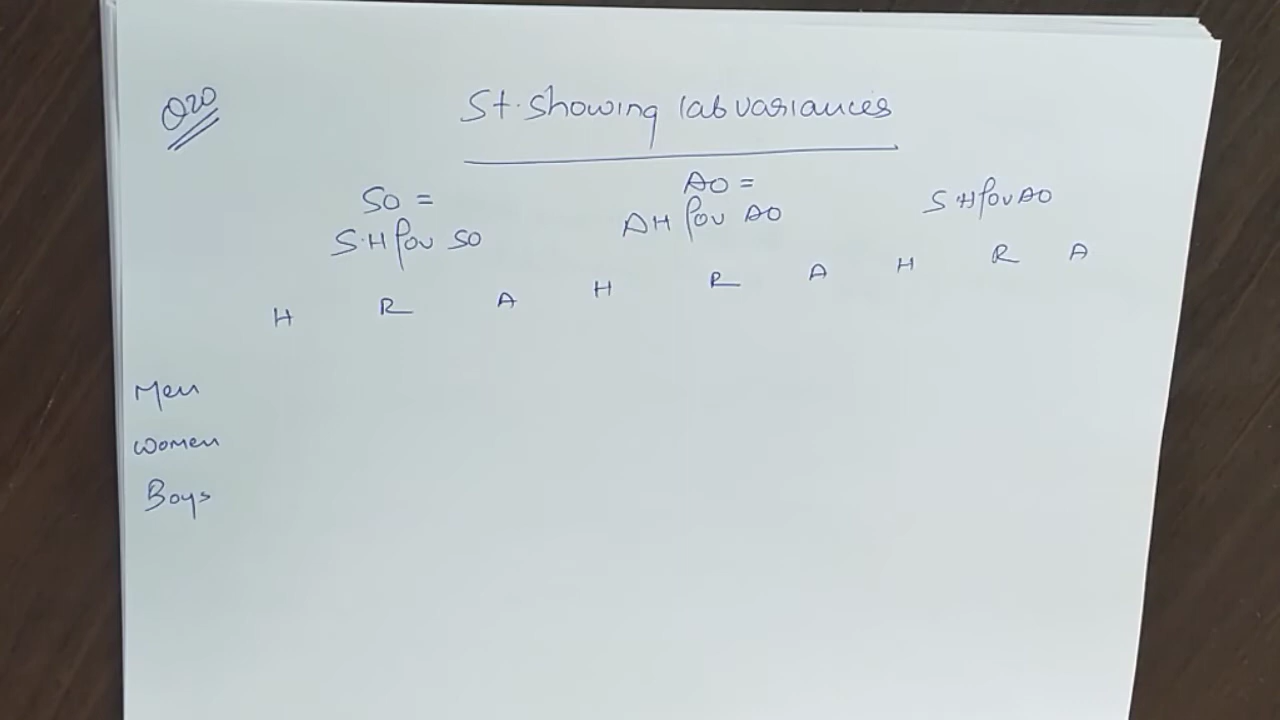 Q20
St. Showing lab variances
SO =
S.H for SO
AO =
AH for AO
S.H for AO
H R A H R A H R A
Men
Women
Boys